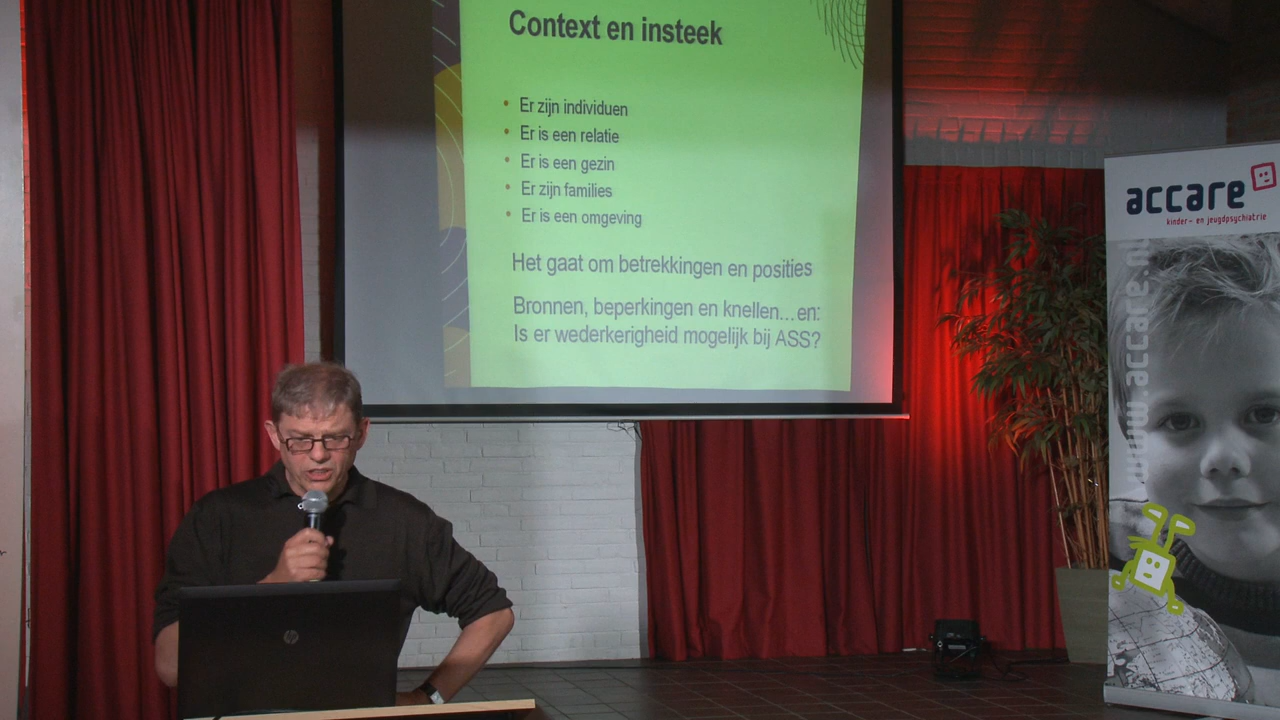 Context en insteek
• Er zijn individuen
• Er is een relatie
• Er is een gezin
• Er zijn families
• Er is een omgeving
Het gaat om betrekkingen en posities
Bronnen, beperkingen en knellen...en:
Is er wederkerigheid mogelijk bij ASS?
accare
kinder- en jeugdpsychiatrie
www.accare.nl
hp